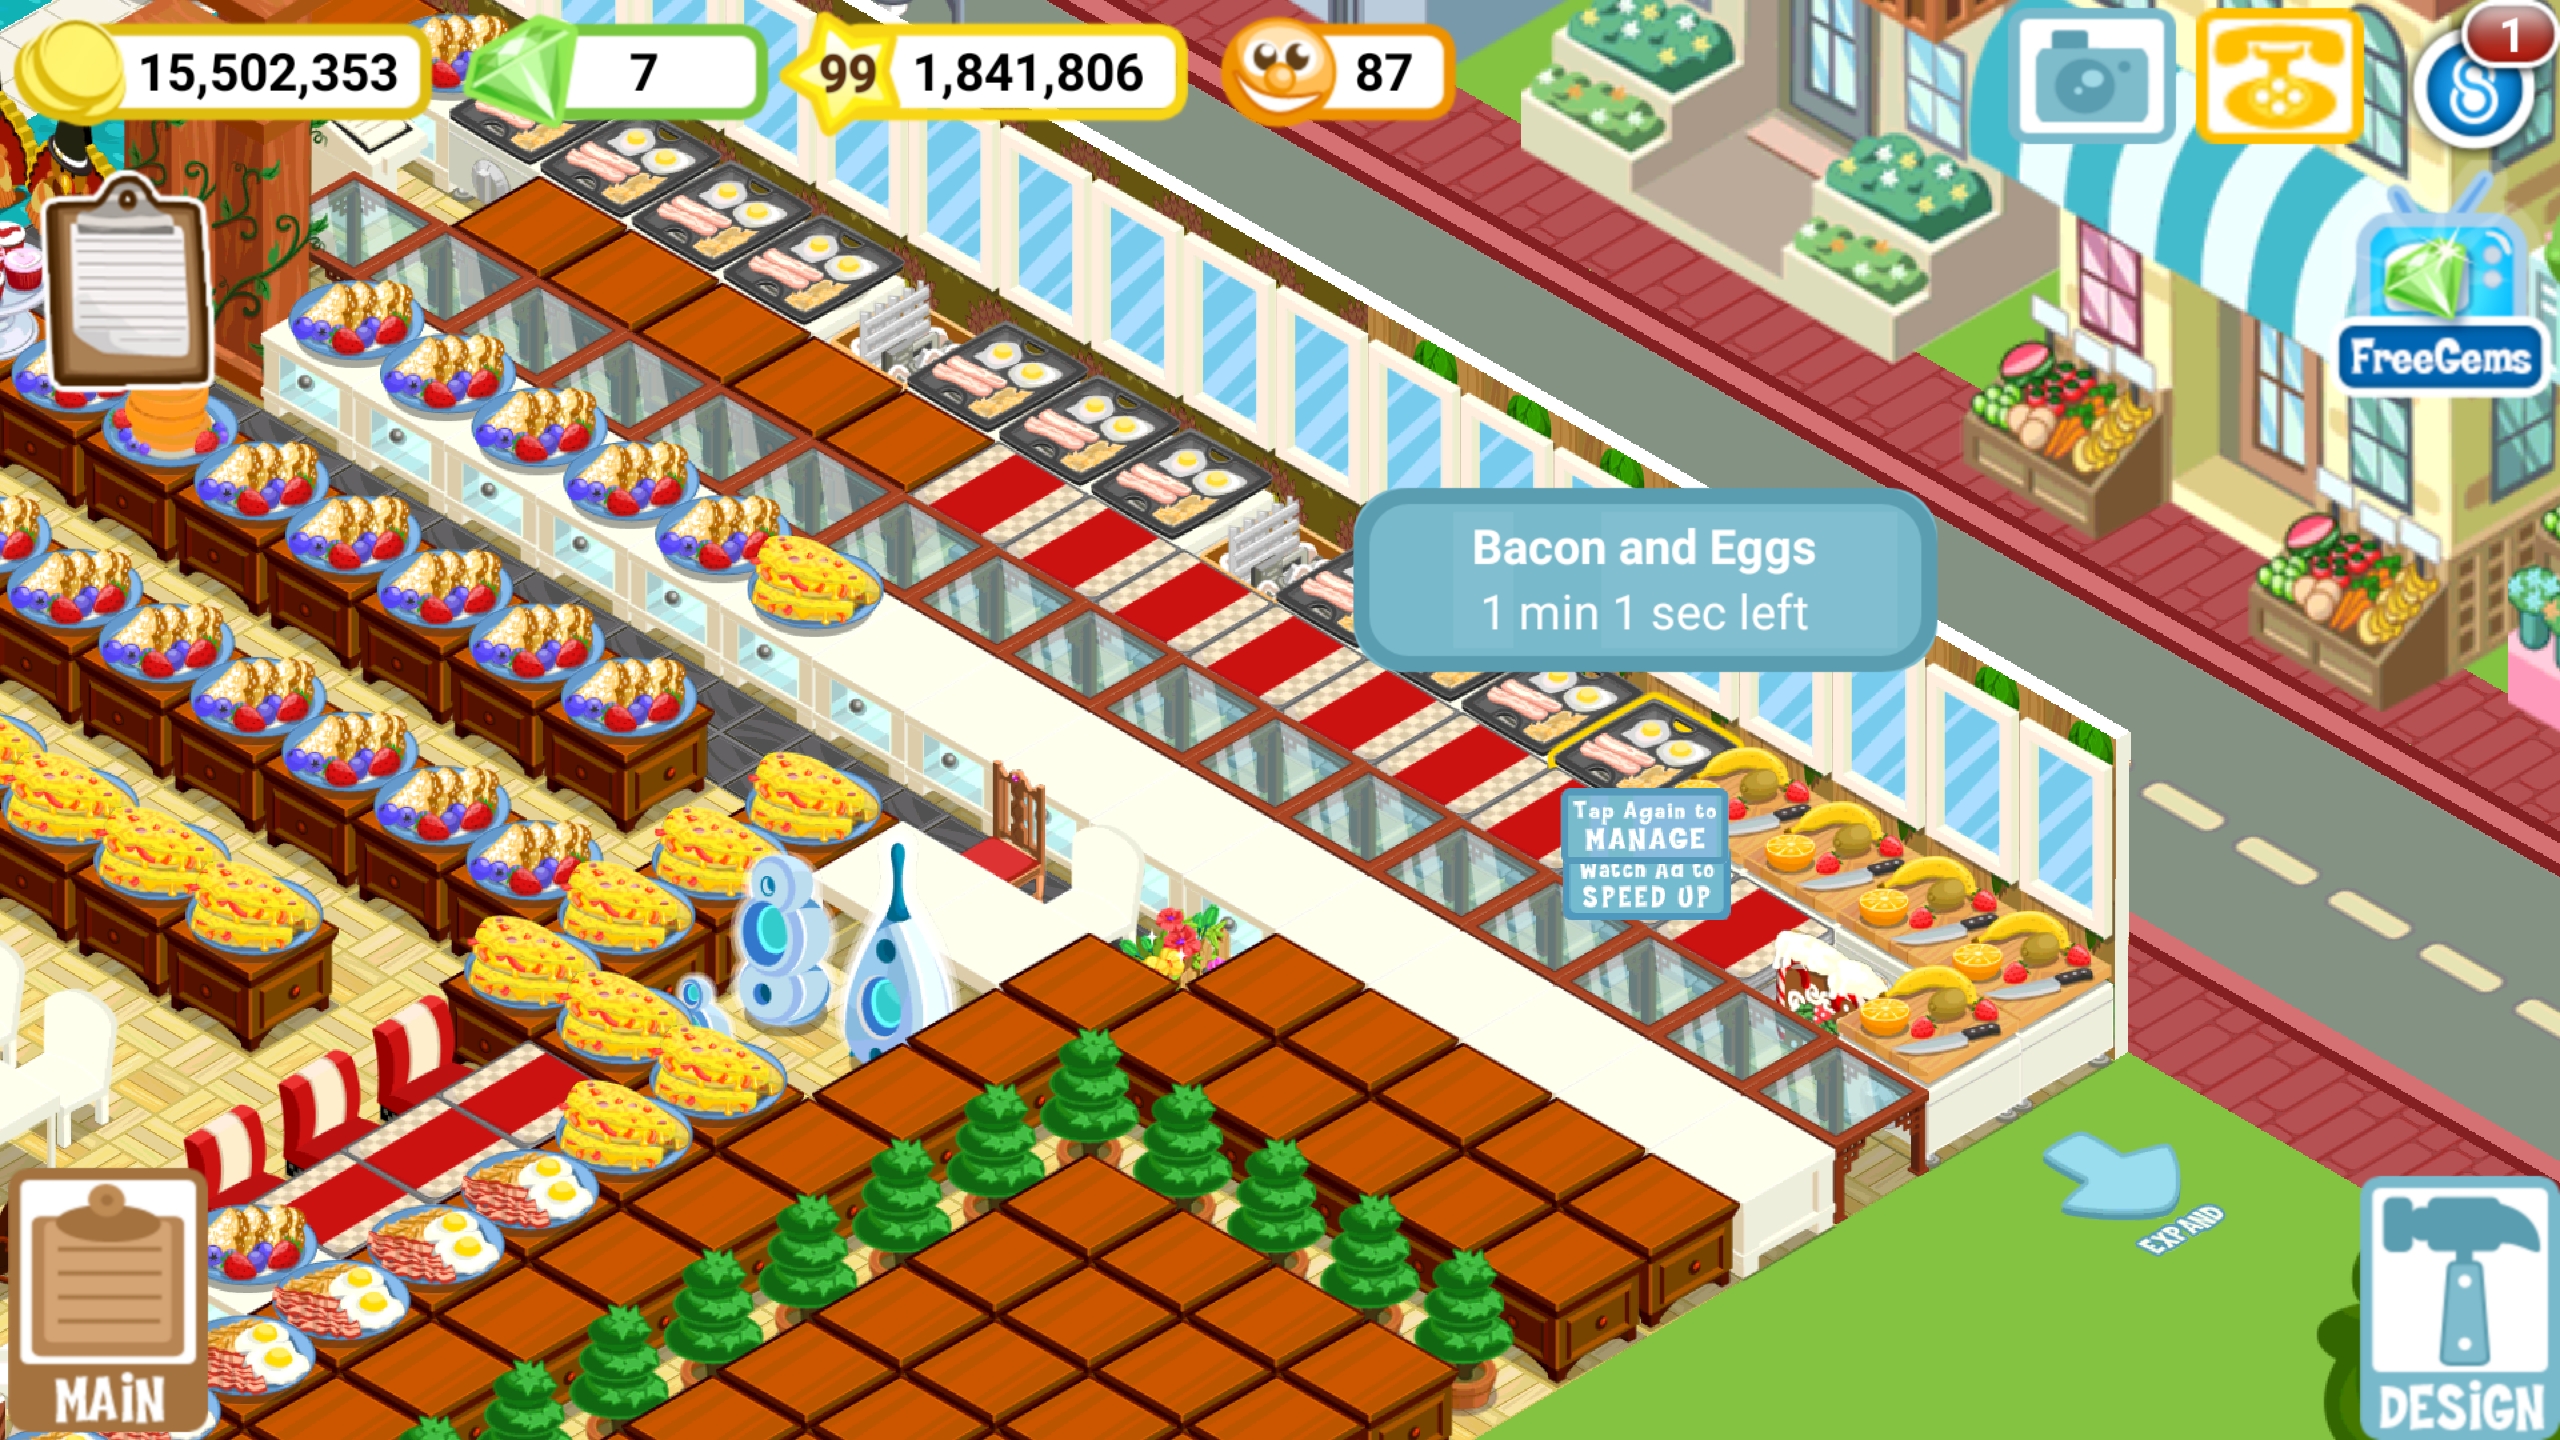 15,502,353
7
99
1,841,806
87
1
FreeGems
Bacon and Eggs
1 min 1 sec left
Tap Again to
MANAGE
Watch Ad to
SPEED UP
EXPAND
MAiN
DESiGN